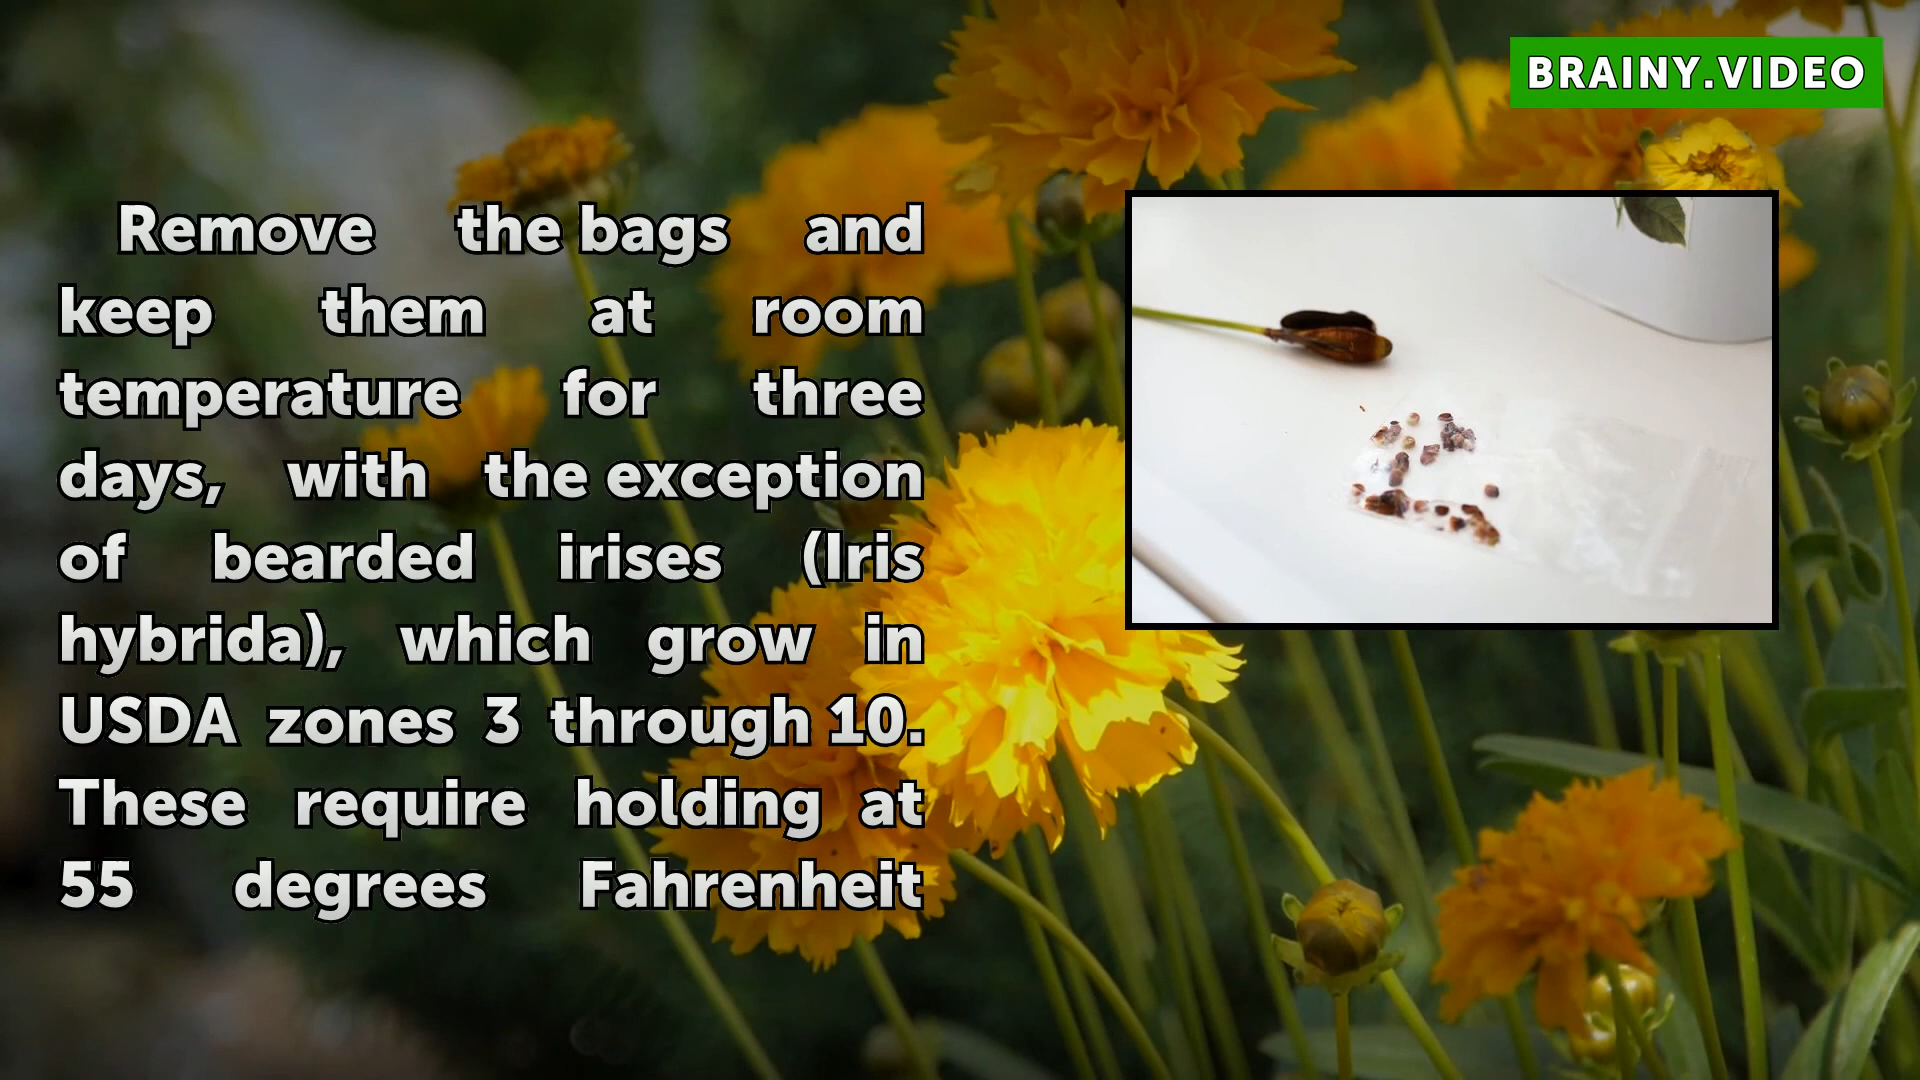 BRAINY.VIDEO
Remove the bags and
keep them at room
temperature for three
days, with the exception
of bearded irises (Iris
hybrida), which grow in
USDA zones 3 through 10.
These require holding at
55 degrees Fahrenheit